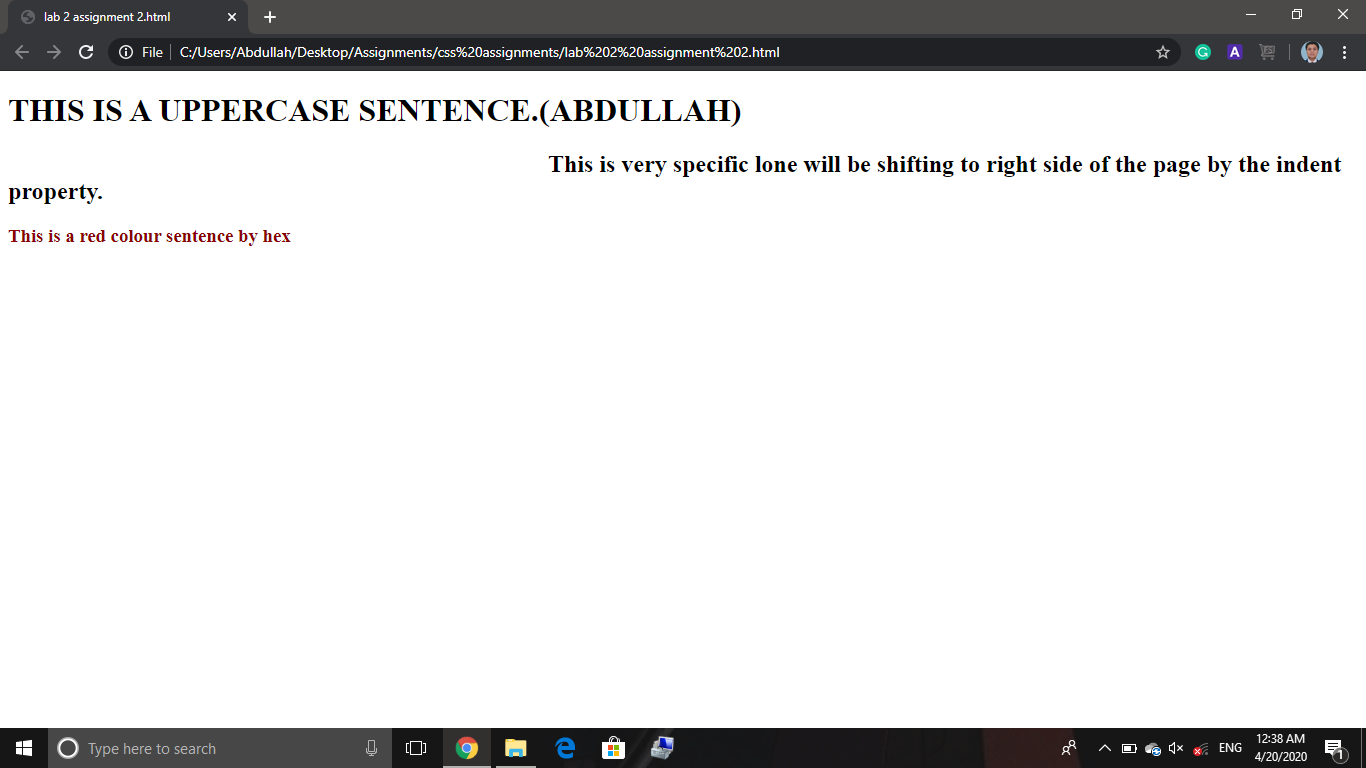 lab 2 assignment 2.html
File C:/Users/Abdullah/Desktop/Assignments/css%20assignments/lab%202%20assignment%202.html
THIS IS A UPPERCASE SENTENCE.(ABDULLAH)
This is very specific lone will be shifting to right side of the page by the indent
property.
This is a red colour sentence by hex
Type here to search
ENG
12:38 AM
4/20/2020
1